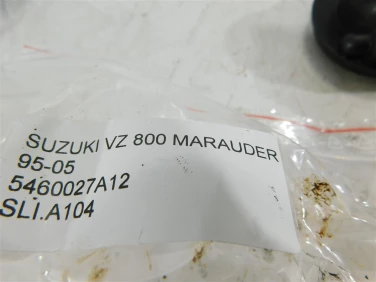 SUZUKI VZ 800 MARAUDER
95-05
5460027A12
SLI.A104